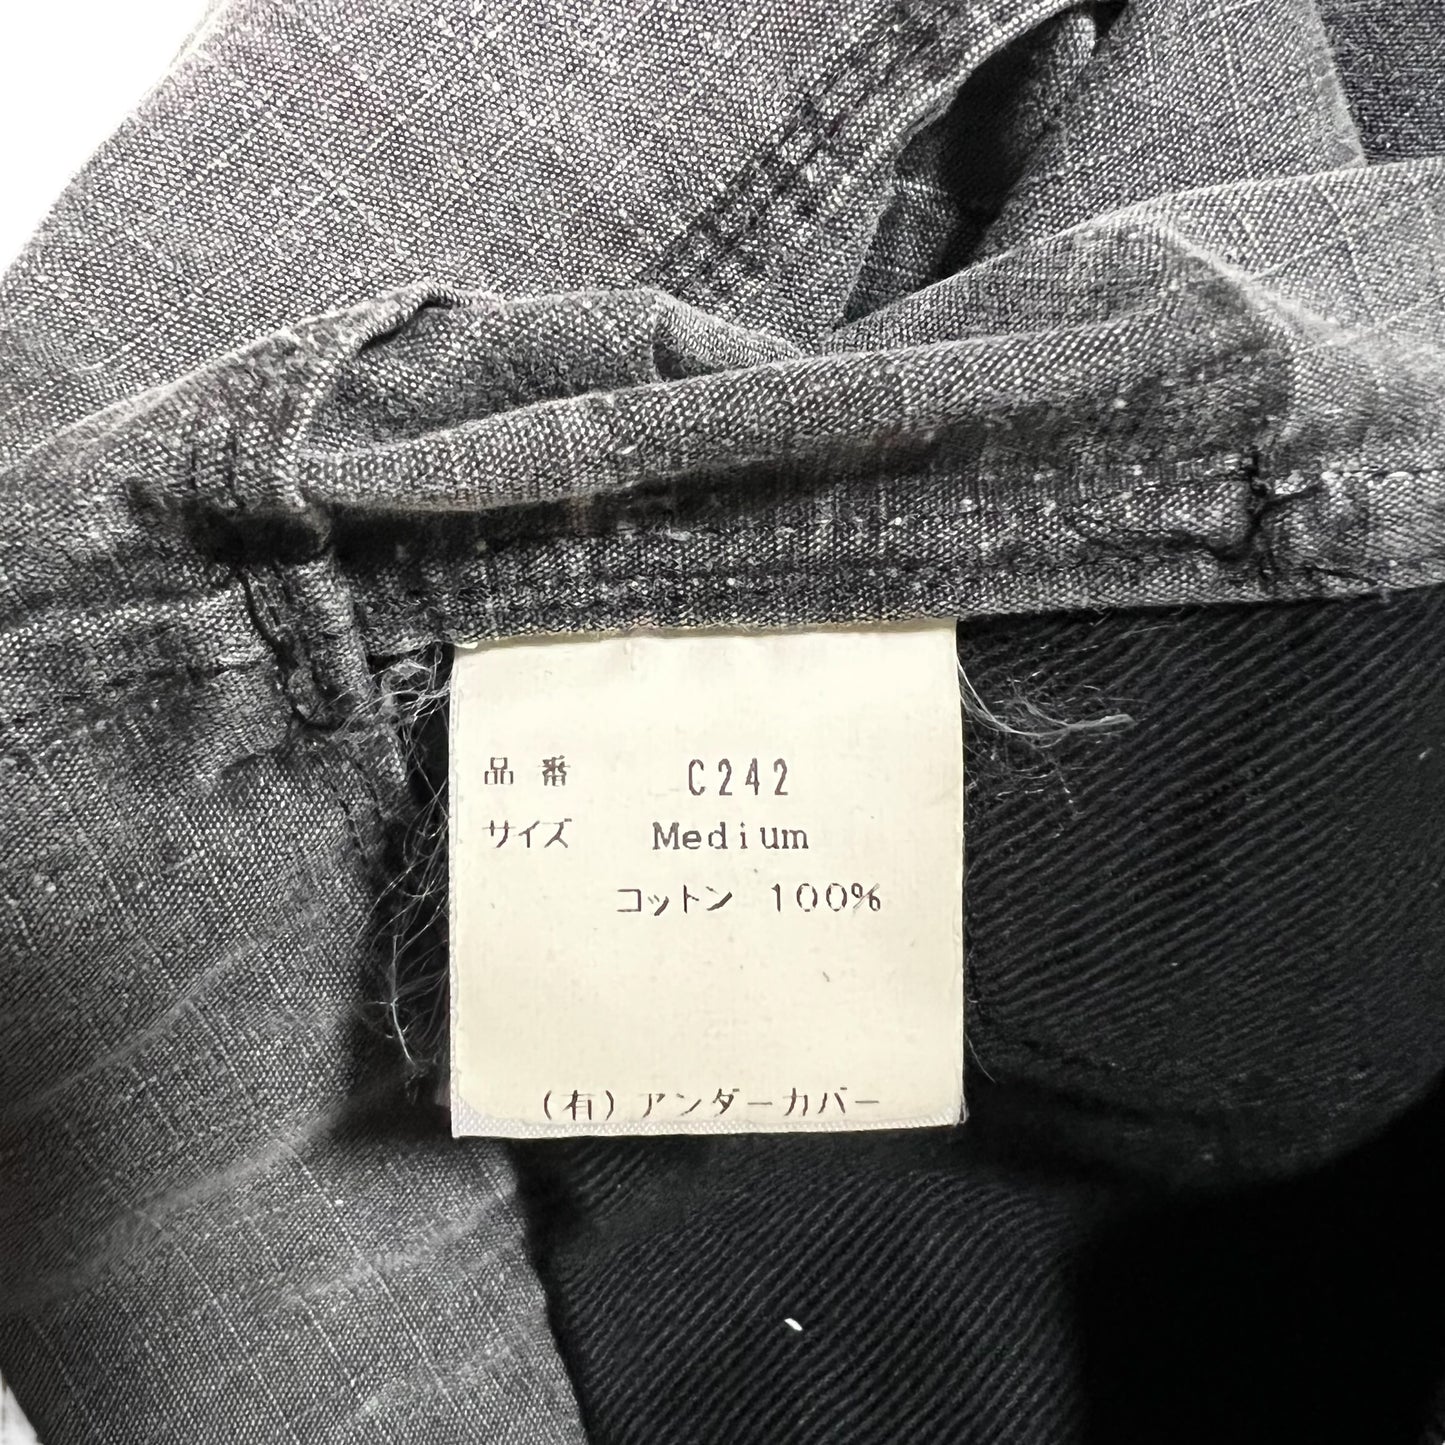 品番 C242
サイズ Medium
コットン 100%
(有)アンダーカバー